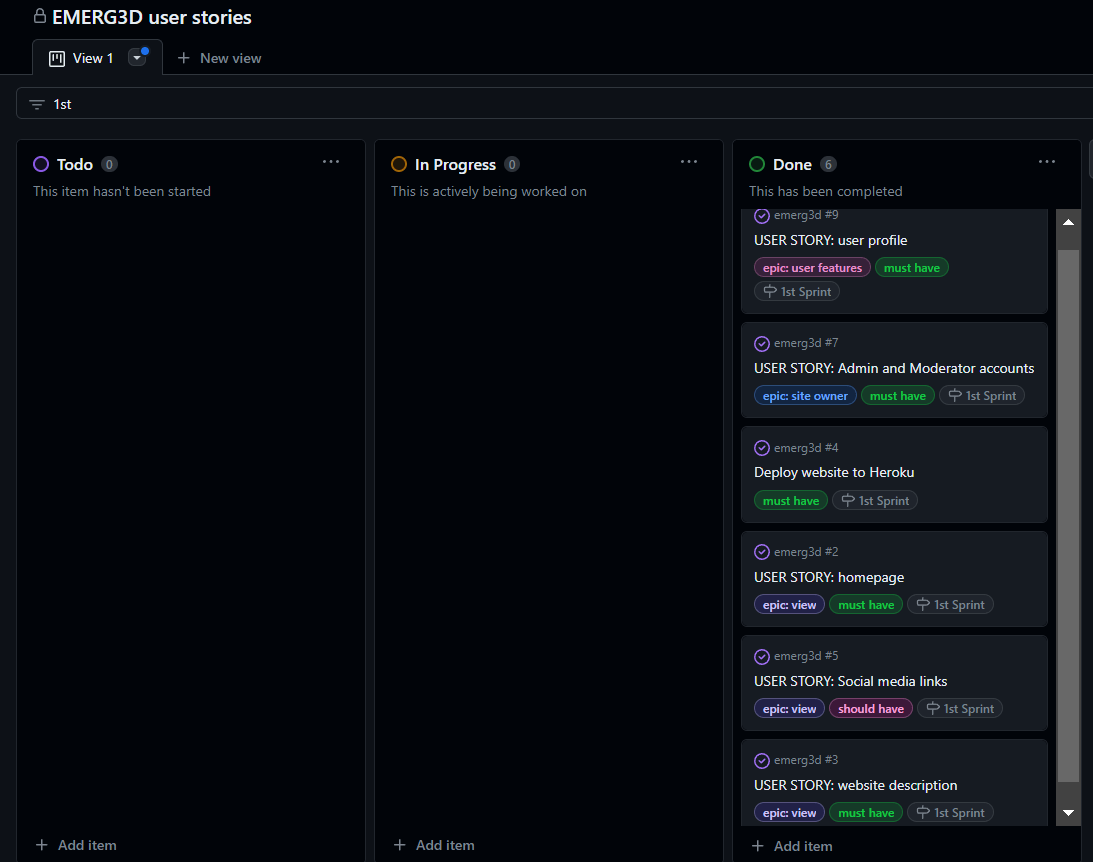 EMERG3D user stories
View 1
New view
1st
Todo 0
This item hasn't been started
Add item
In Progress 0
This is actively being worked on
Add item
Done 6
This has been completed
emerg3d #9
USER STORY: user profile
epic: user features must have
1st Sprint
emerg3d #7
USER STORY: Admin and Moderator accounts
epic: site owner must have 1st Sprint
emerg3d #4
Deploy website to Heroku
must have 1st Sprint
emerg3d #2
USER STORY: homepage
epic: view must have 1st Sprint
emerg3d #5
USER STORY: Social media links
epic: view should have 1st Sprint
emerg3d #3
USER STORY: website description
epic: view must have 1st Sprint
Add item